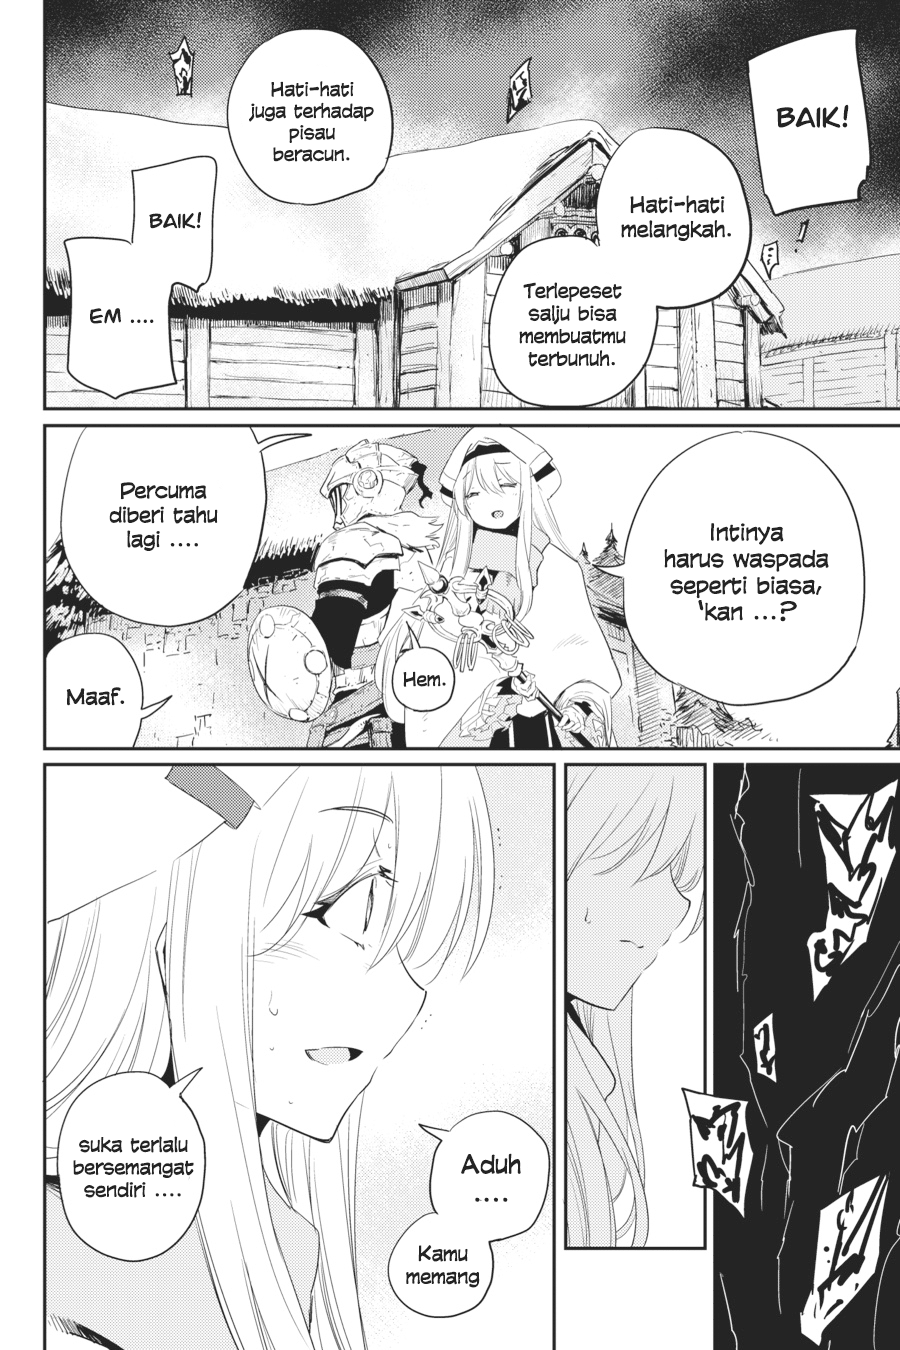 BAIK!
Hati-hati
melangkah.
Terlepeset
salju bisa
membuatmu
terbunuh.
Hati-hati
juga terhadap
pisau
beracun.
BAIK!
EM ....
Intinya
harus waspada
seperti biasa,
'kan ...?
Hem.
Percuma
diberi tahu
lagi ....
Maaf.
Aduh
....
Kamu
memang
suka terlalu
bersemangat
sendiri ....